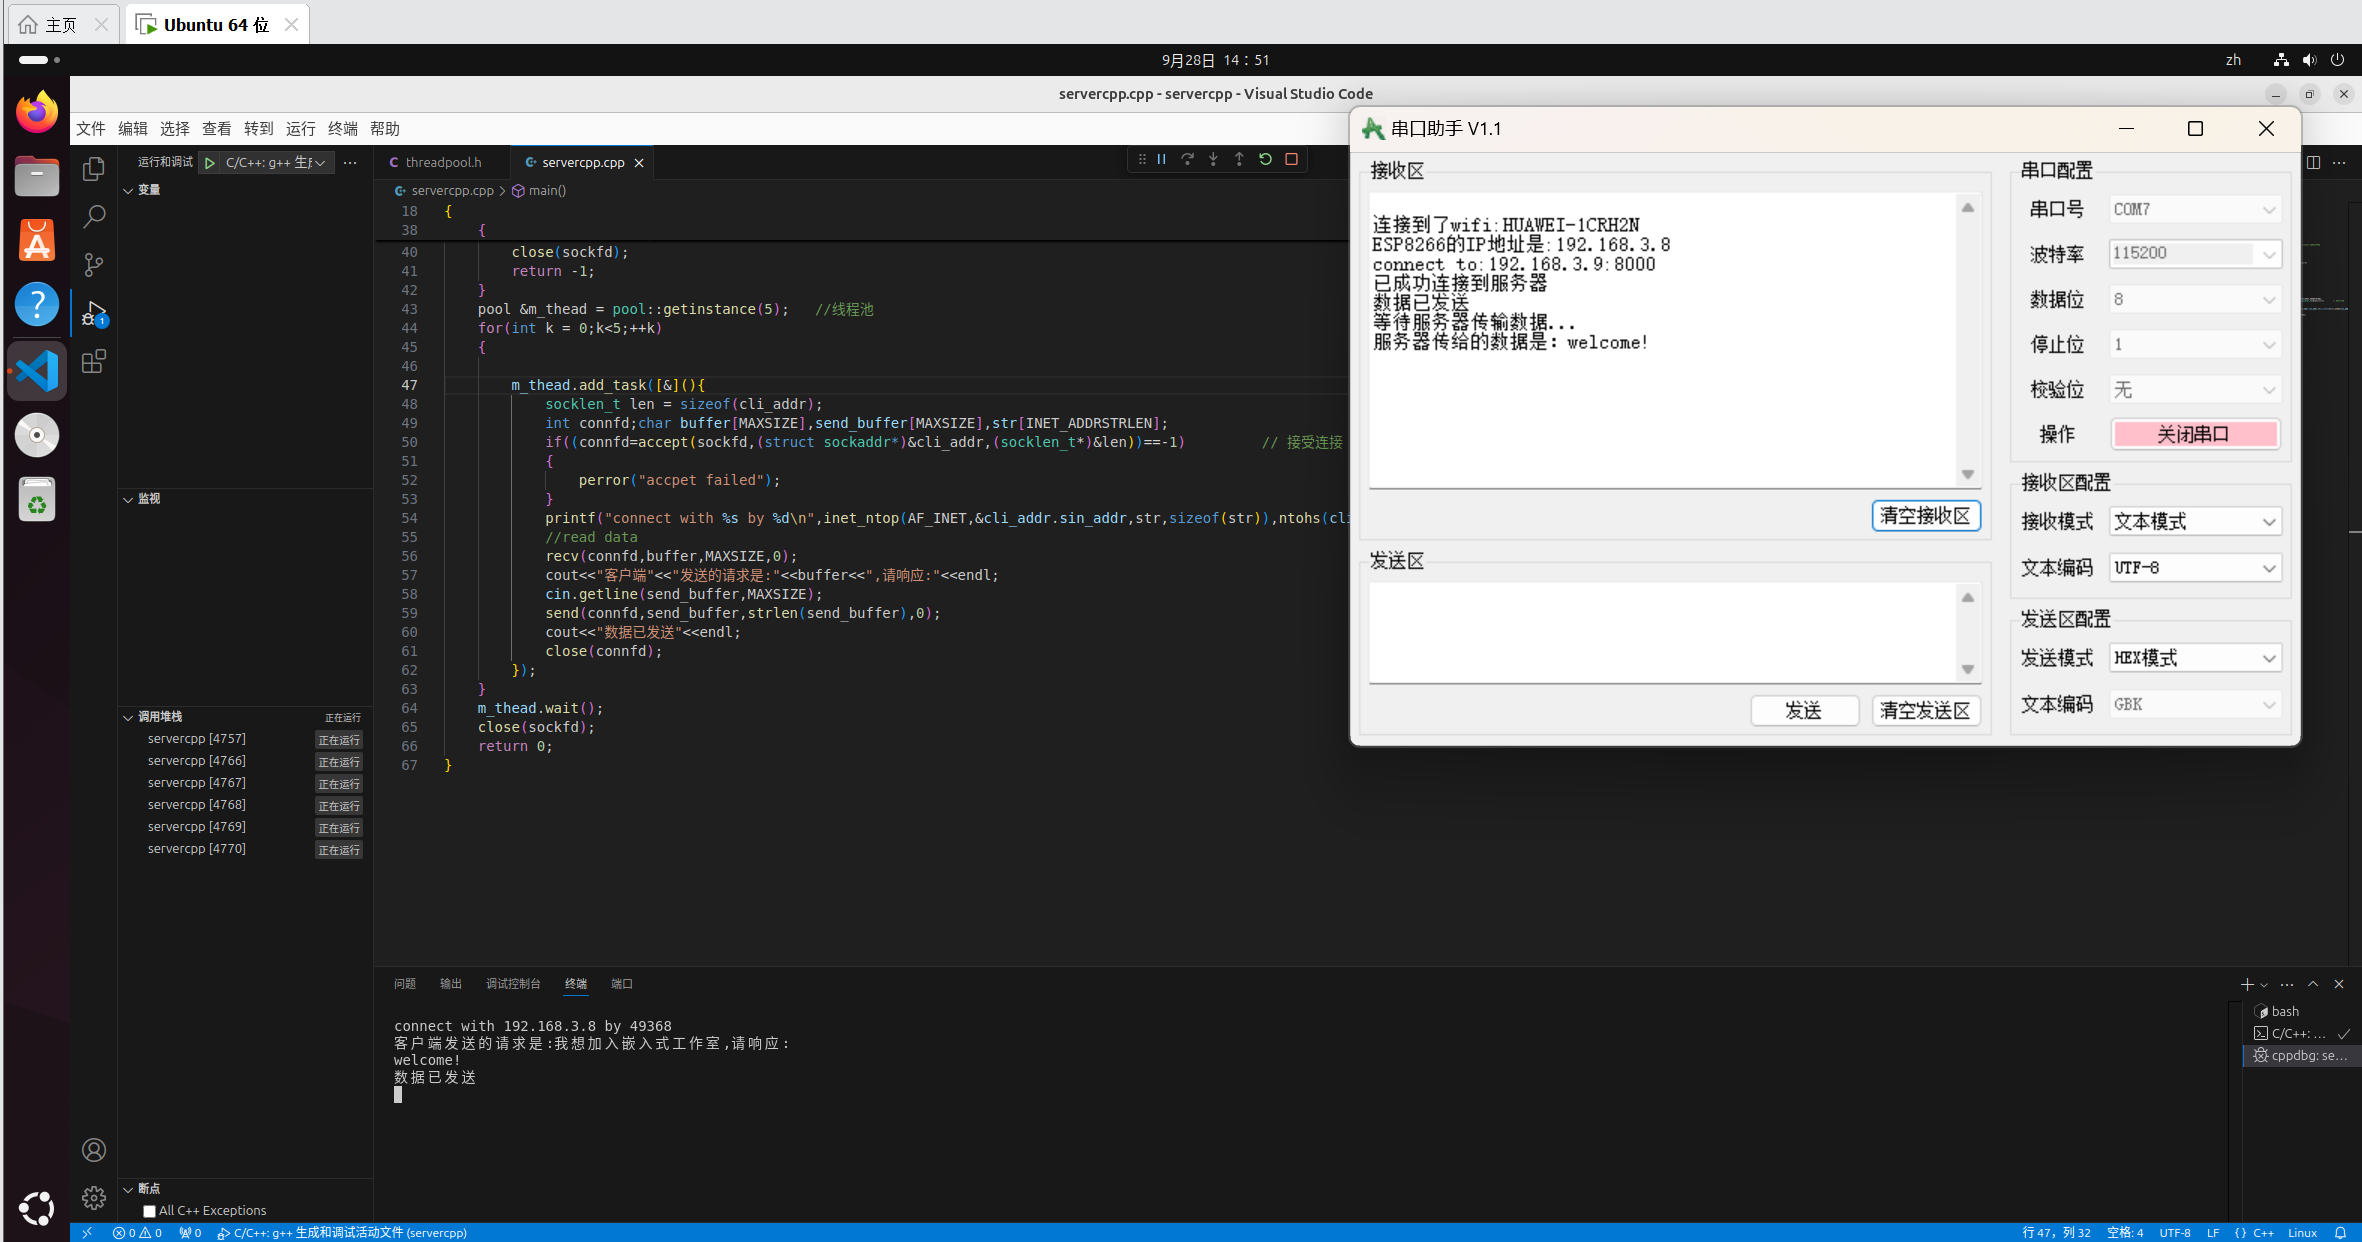 主页
Ubuntu 64 位
9月28日 14：51
zh
servercpp.cpp - servercpp - Visual Studio Code
文件 编辑 选择 查看 转到 运行 终端 帮助
运行和调试 C/C++: g++ 生
threadpool.h
servercpp.cpp
servercpp.cpp > main()
变量
监视
调用堆栈 正在运行
servercpp [4757] 正在运行
servercpp [4766] 正在运行
servercpp [4767] 正在运行
servercpp [4768] 正在运行
servercpp [4769] 正在运行
servercpp [4770] 正在运行
断点
All C++ Exceptions
18 {
38 {
40 close(sockfd);
41 return -1;
42 }
43 pool &m_thead = pool::getinstance(5); //线程池
44 for(int k = 0;k<5;++k)
45 {
46
47 m_thead.add_task([&](){
48 socklen_t len = sizeof(cli_addr);
49 int connfd;char buffer[MAXSIZE],send_buffer[MAXSIZE],str[INET_ADDRSTRLEN];
50 if((connfd=accept(sockfd,(struct sockaddr*)&cli_addr,(socklen_t*)&len))==-1) // 接受连接
51 {
52 perror("accpet failed");
53 }
54 printf("connect with %s by %d\n",inet_ntop(AF_INET,&cli_addr.sin_addr,str,sizeof(str)),ntohs(cli
55 //read data
56 recv(connfd,buffer,MAXSIZE,0);
57 cout<<"客户端"<<"发送的请求是:"<<buffer<<",请响应:"<<endl;
58 cin.getline(send_buffer,MAXSIZE);
59 send(connfd,send_buffer,strlen(send_buffer),0);
60 cout<<"数据已发送"<<endl;
61 close(connfd);
62 });
63 }
64 m_thead.wait();
65 close(sockfd);
66 return 0;
67 }
串口助手 V1.1
接收区
连接到了wifi:HUAWEI-1CRH2N
ESP8266的IP地址是:192.168.3.8
connect to:192.168.3.9:8000
已成功连接到服务器
数据已发送
等待服务器传输数据...
服务器传给的数据是: welcome!
清空接收区
发送区
发送 清空发送区
串口配置
串口号 COM7
波特率 115200
数据位 8
停止位 1
校验位 无
操作 关闭串口
接收区配置
接收模式 文本模式
文本编码 UTF-8
发送区配置
发送模式 HEX模式
文本编码 GBK
问题 输出 调试控制台 终端 端口
connect with 192.168.3.8 by 49368
客户端发送的请求是:我想加入嵌入式工作室,请响应:
welcome!
数据已发送
bash
C/C++: ...
cppdbg: se...
0 0 0 C/C++: g++ 生成和调试活动文件 (servercpp)
行 47，列 32 空格: 4 UTF-8 LF {} C++ Linux